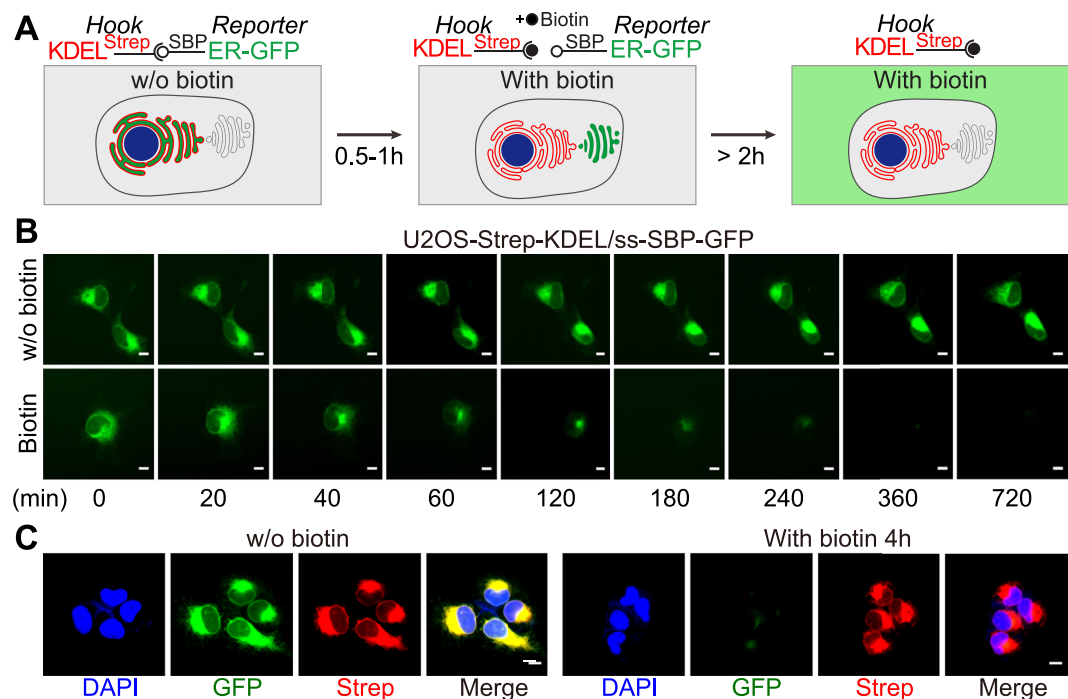 A
Hook Reporter
KDEL Strep SBP ER-GFP
w/o biotin
0.5-1h
+ Biotin
Hook Reporter
KDEL Strep SBP ER-GFP
With biotin
> 2h
Hook
KDEL Strep
With biotin
B
U2OS-Strep-KDEL/ss-SBP-GFP
w/o biotin
Biotin
(min) 0 20 40 60 120 180 240 360 720
C
w/o biotin With biotin 4h
DAPI GFP Strep Merge DAPI GFP Strep Merge